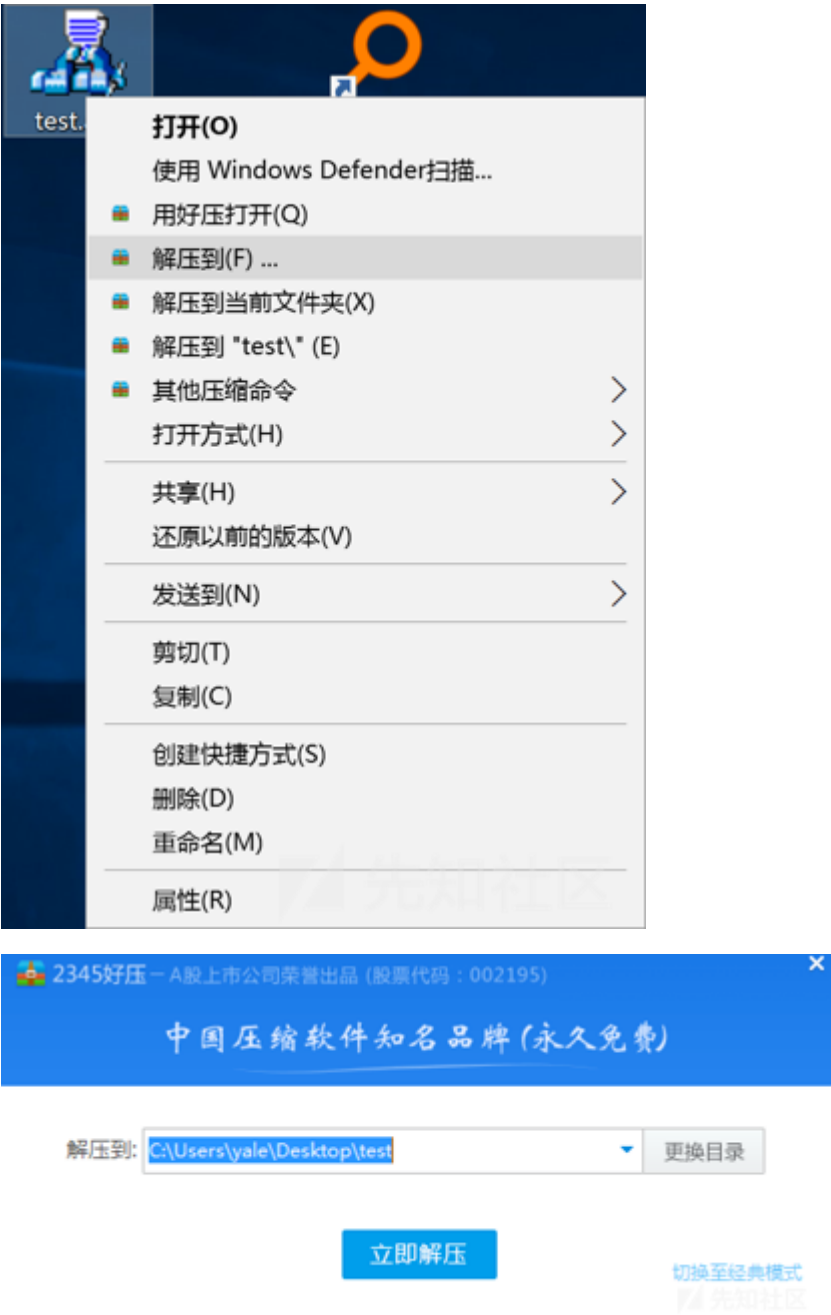 test.
打开(O)
使用 Windows Defender扫描...
用好压打开(Q)
解压到(F) ...
解压到当前文件夹(X)
解压到 "test\" (E)
其他压缩命令
打开方式(H)
共享(H)
还原以前的版本(V)
发送到(N)
剪切(T)
复制(C)
创建快捷方式(S)
删除(D)
重命名(M)
先知社区
属性(R)
2345好压 – A股上市公司荣誉出品 (股票代码：002195)
中国压缩软件知名品牌(永久免费)
解压到: C:\Users\yale\Desktop\test 更换目录
立即解压
切换至经典模式
先知社区